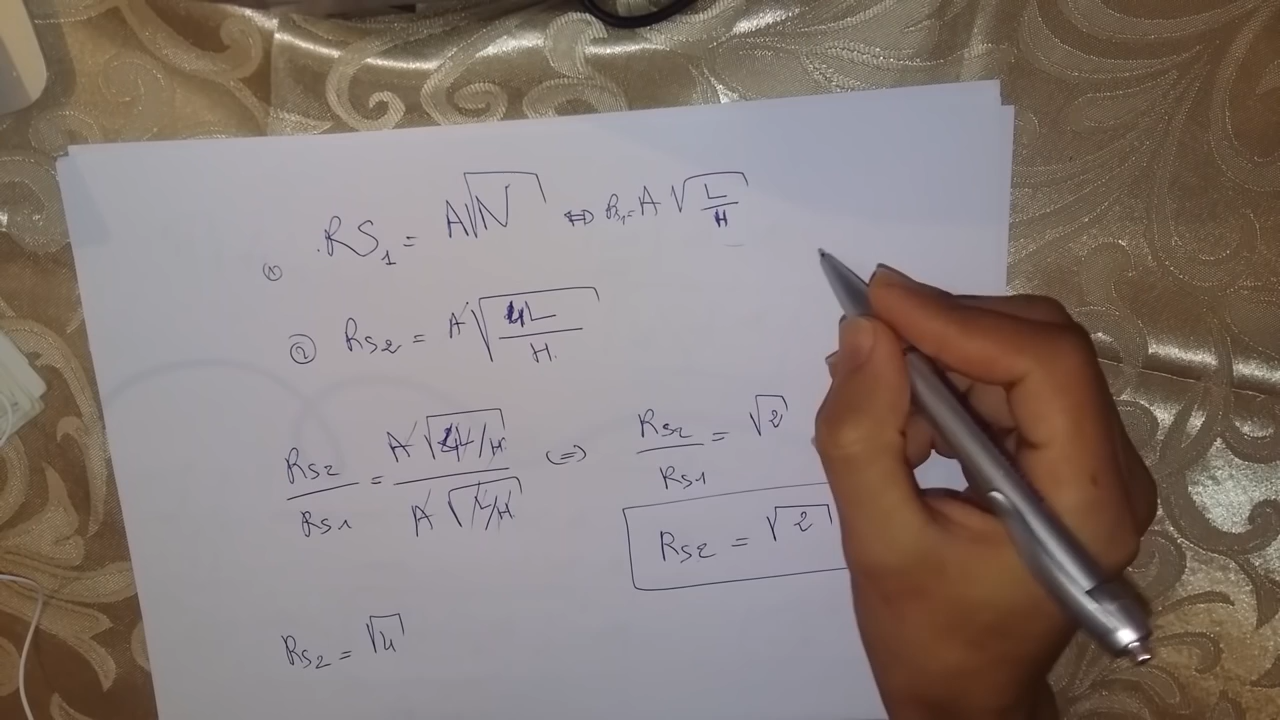 ① RS₁ = A√N ⇔ Rs₁ = A√(L/H)
② Rs₂ = A√(4L/H)
Rs₂/Rs₁ = A√(4L/H) / A√(L/H) ⇔ Rs₂/Rs₁ = √2
Rs₂ = √2
Rs₂ = √4